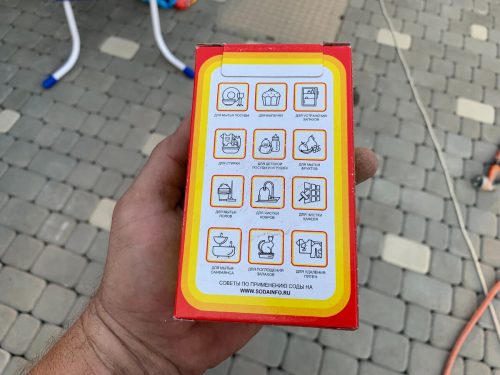 ДЛЯ МЫТЬЯ ПОСУДЫ
ДЛЯ ВЫПЕЧКИ
ДЛЯ УСТРАНЕНИЯ
ЗАПАХОВ
ДЛЯ СТИРКИ
ДЛЯ ДЕТСКОЙ
ПОСУДЫ И ИГРУШЕК
ДЛЯ МЫТЬЯ
ФРУКТОВ
ДЛЯ МЫТЬЯ
ПОЛОВ
ДЛЯ ЧИСТКИ
КОВРОВ
ДЛЯ ЧИСТКИ
КАФЕЛЯ
ДЛЯ МЫТЬЯ
САНФАЯНСА
ДЛЯ ПОГЛОЩЕНИЯ
ЗАПАХОВ
ДЛЯ УДАЛЕНИЯ
ПЯТЕН
СОВЕТЫ ПО ПРИМЕНЕНИЮ СОДЫ НА
WWW.SODAINFO.RU